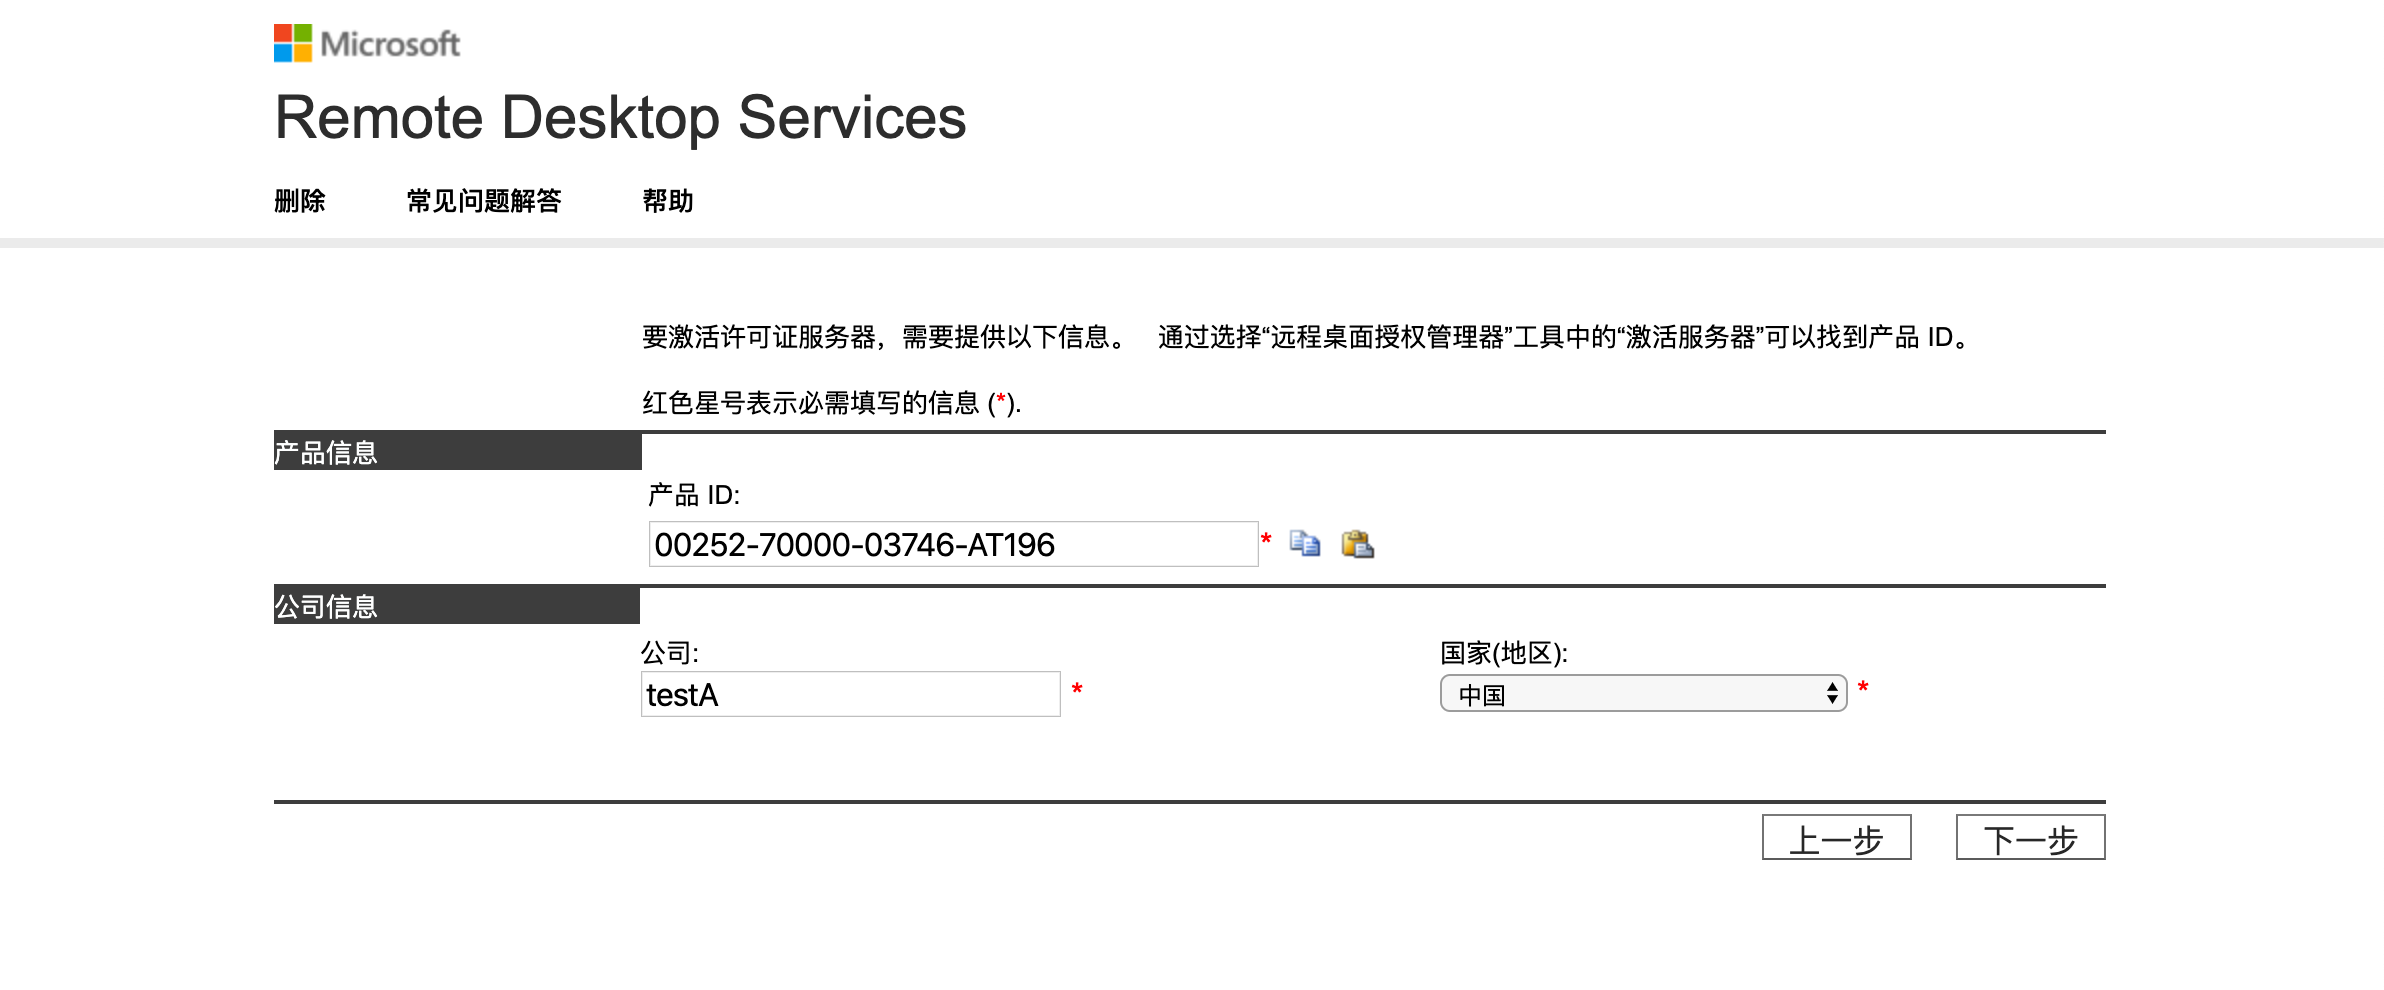 Microsoft
Remote Desktop Services
删除 常见问题解答 帮助
要激活许可证服务器，需要提供以下信息。 通过选择“远程桌面授权管理器”工具中的“激活服务器”可以找到产品 ID。
红色星号表示必需填写的信息 (*).
产品信息
产品 ID:
00252-70000-03746-AT196 *
公司信息
公司: 国家(地区):
testA * 中国 *
上一步 下一步